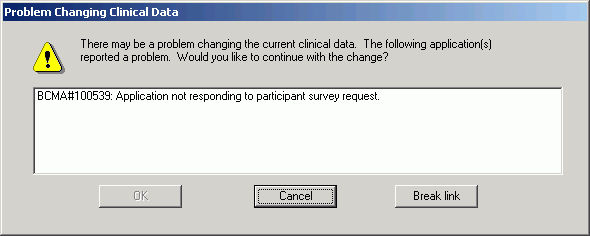 Problem Changing Clinical Data
There may be a problem changing the current clinical data. The following application(s)
reported a problem. Would you like to continue with the change?
BCMA#100539: Application not responding to participant survey request.
OK Cancel Break link